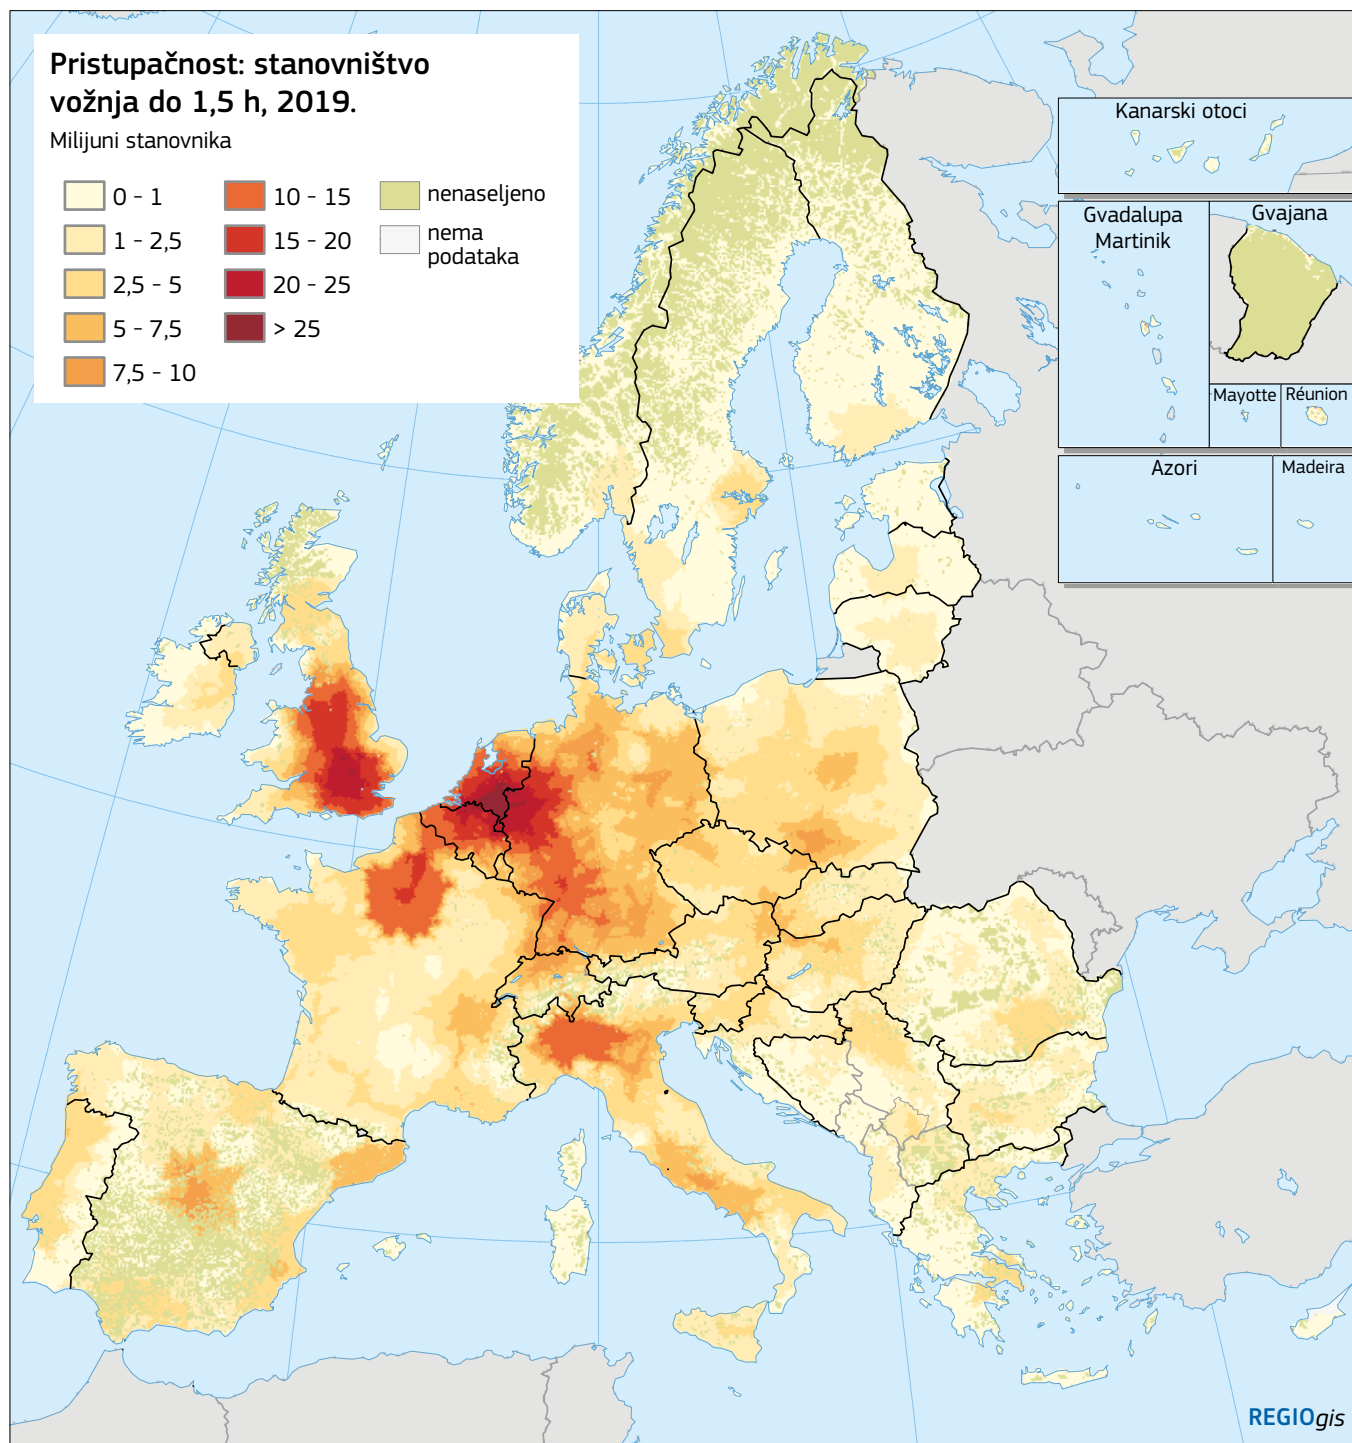 Pristupačnost: stanovništvo
vožnja do 1,5 h, 2019.
Milijuni stanovnika
0 - 1
1 - 2,5
2,5 - 5
5 - 7,5
7,5 - 10
10 - 15
15 - 20
20 - 25
> 25
nenaseljeno
nema
podataka
Kanarski otoci
Gvadalupa
Martinik
Gvajana
Mayotte
Réunion
Azori
Madeira
REGIOgis